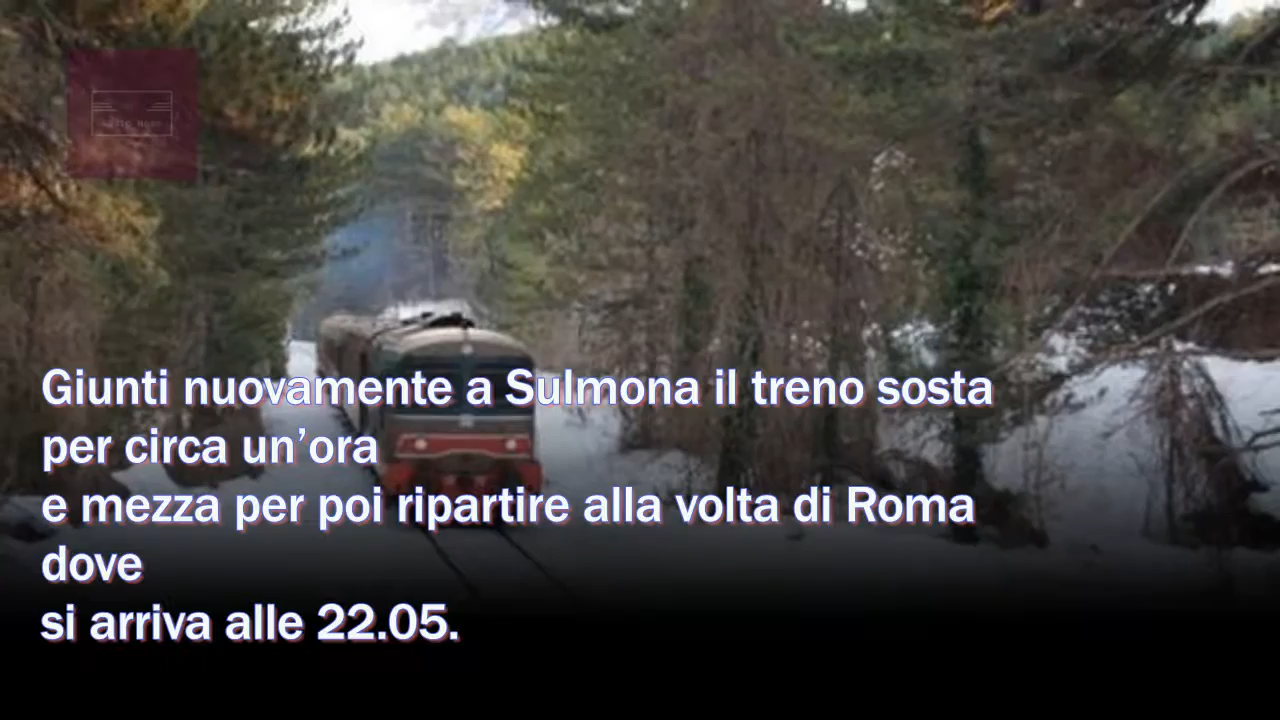 Giunti nuovamente a Sulmona il treno sosta
per circa un’ora
e mezza per poi ripartire alla volta di Roma
dove
si arriva alle 22.05.